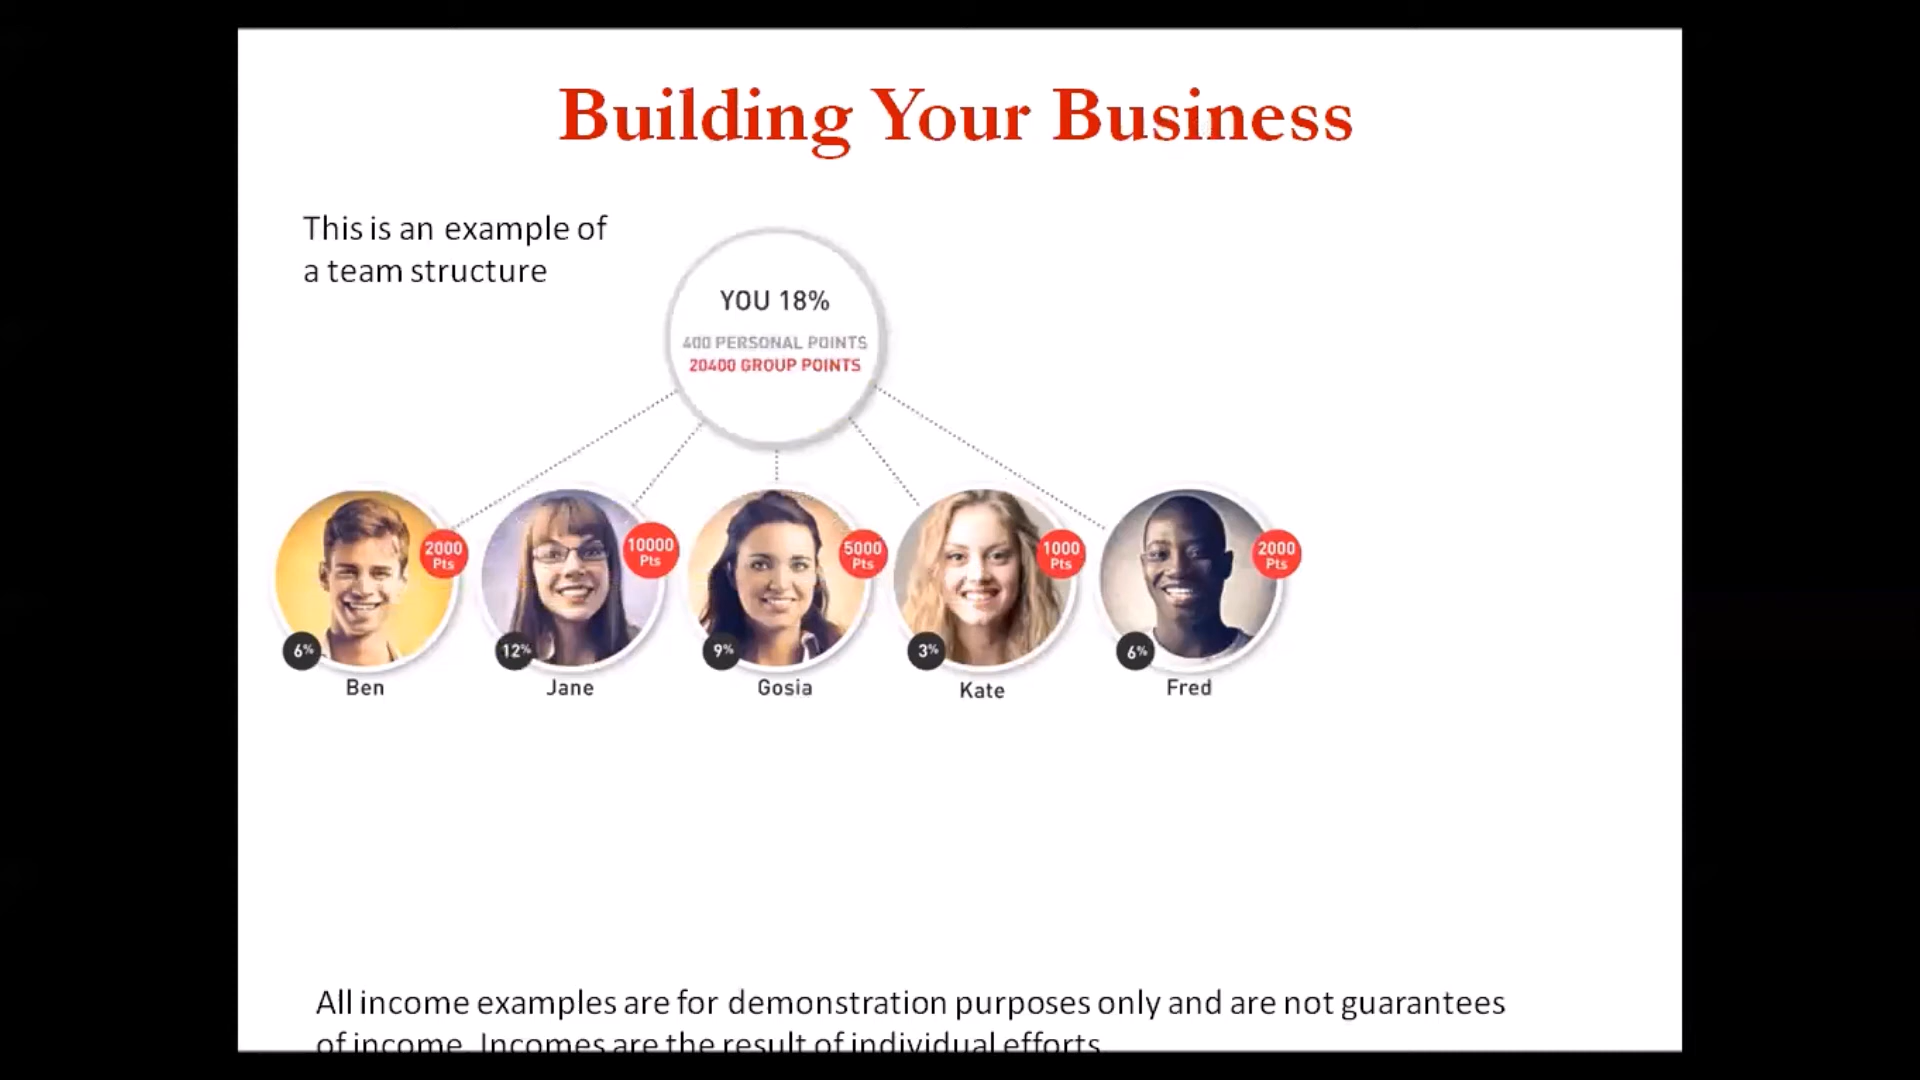 Building Your Business
This is an example of
a team structure
YOU 18%
400 PERSONAL POINTS
20400 GROUP POINTS
2000
Pts
10000
Pts
5000
Pts
1000
Pts
2000
Pts
6%
12%
9%
3%
6%
Ben
Jane
Gosia
Kate
Fred
All income examples are for demonstration purposes only and are not guarantees
of income. Incomes are the result of individual efforts